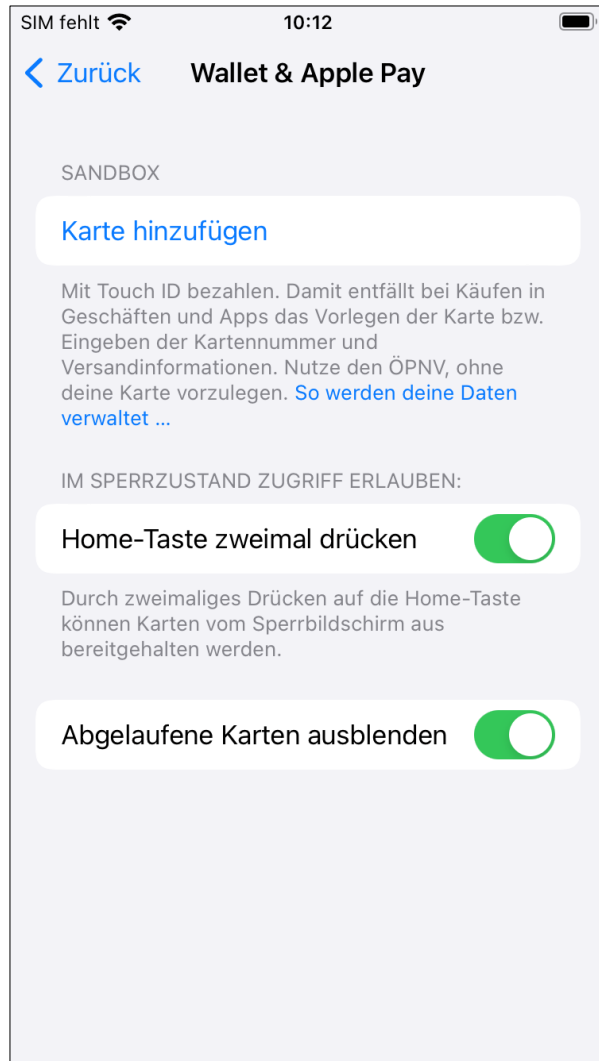 SIM fehlt 10:12
Zurück Wallet & Apple Pay
SANDBOX
Karte hinzufügen
Mit Touch ID bezahlen. Damit entfällt bei Käufen in
Geschäften und Apps das Vorlegen der Karte bzw.
Eingeben der Kartennummer und
Versandinformationen. Nutze den ÖPNV, ohne
deine Karte vorzulegen. So werden deine Daten
verwaltet ...
IM SPERRZUSTAND ZUGRIFF ERLAUBEN:
Home-Taste zweimal drücken
Durch zweimaliges Drücken auf die Home-Taste
können Karten vom Sperrbildschirm aus
bereitgehalten werden.
Abgelaufene Karten ausblenden